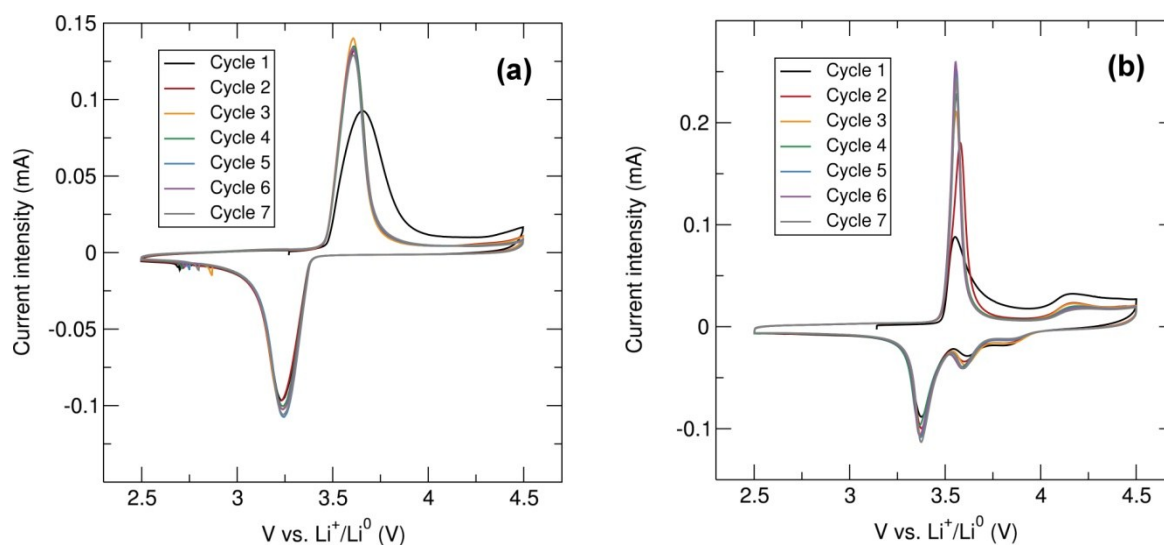 (a)
Cycle 1
Cycle 2
Cycle 3
Cycle 4
Cycle 5
Cycle 6
Cycle 7
0.15
0.1
0.05
0
-0.05
-0.1
Current intensity (mA)
2.5 3 3.5 4 4.5
V vs. Li⁺/Li⁰ (V)
(b)
Cycle 1
Cycle 2
Cycle 3
Cycle 4
Cycle 5
Cycle 6
Cycle 7
0.2
0.1
0
-0.1
Current intensity (mA)
2.5 3 3.5 4 4.5
V vs. Li⁺/Li⁰ (V)